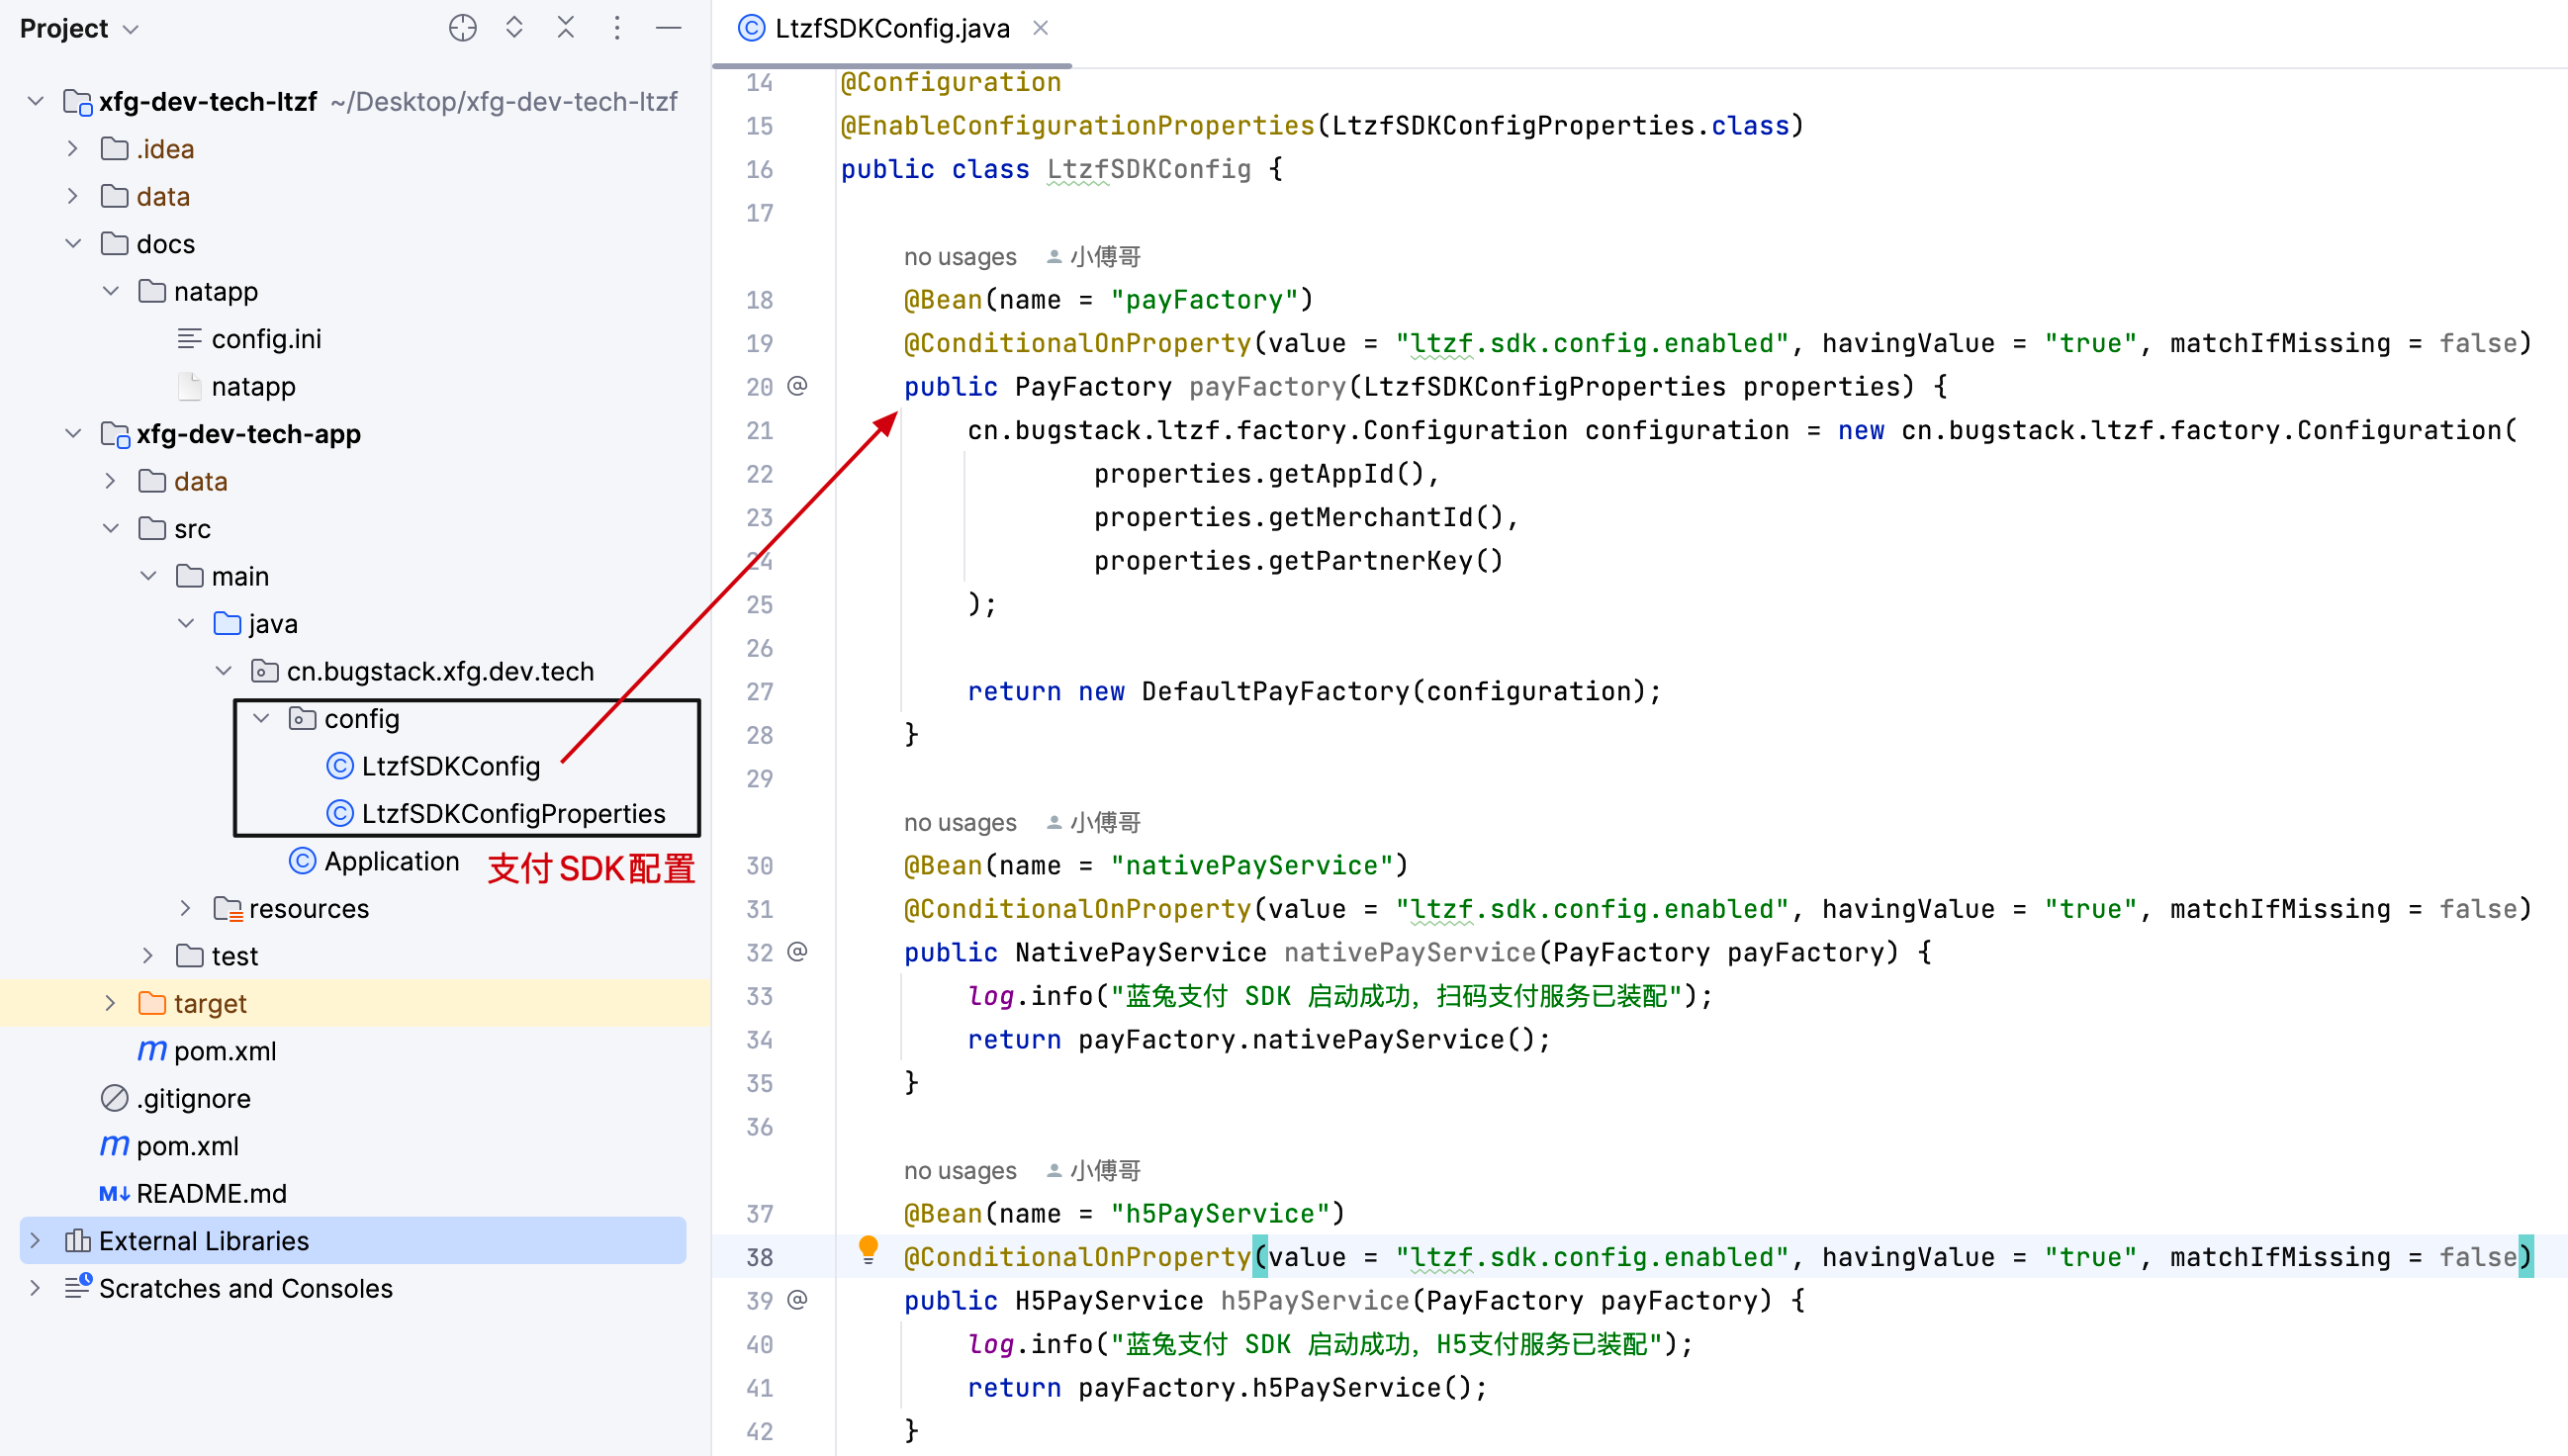 Project
xfg-dev-tech-ltzf ~/Desktop/xfg-dev-tech-ltzf
.idea
data
docs
natapp
config.ini
natapp
xfg-dev-tech-app
data
src
main
java
cn.bugstack.xfg.dev.tech
config
LtzfSDKConfig
LtzfSDKConfigProperties
Application
支付 SDK配置
resources
test
target
pom.xml
.gitignore
pom.xml
README.md
External Libraries
Scratches and Consoles
LtzfSDKConfig.java
14 @Configuration
15 @EnableConfigurationProperties(LtzfSDKConfigProperties.class)
16 public class LtzfSDKConfig {
17
no usages 小傅哥
18 @Bean(name = "payFactory")
19 @ConditionalOnProperty(value = "ltzf.sdk.config.enabled", havingValue = "true", matchIfMissing = false)
20 public PayFactory payFactory(LtzfSDKConfigProperties properties) {
21 cn.bugstack.ltzf.factory.Configuration configuration = new cn.bugstack.ltzf.factory.Configuration(
22 properties.getAppId(),
23 properties.getMerchantId(),
24 properties.getPartnerKey()
25 );
26
27 return new DefaultPayFactory(configuration);
28 }
29
no usages 小傅哥
30 @Bean(name = "nativePayService")
31 @ConditionalOnProperty(value = "ltzf.sdk.config.enabled", havingValue = "true", matchIfMissing = false)
32 public NativePayService nativePayService(PayFactory payFactory) {
33 log.info("蓝兔支付 SDK 启动成功，扫码支付服务已装配");
34 return payFactory.nativePayService();
35 }
36
no usages 小傅哥
37 @Bean(name = "h5PayService")
38 @ConditionalOnProperty(value = "ltzf.sdk.config.enabled", havingValue = "true", matchIfMissing = false)
39 public H5PayService h5PayService(PayFactory payFactory) {
40 log.info("蓝兔支付 SDK 启动成功，H5支付服务已装配");
41 return payFactory.h5PayService();
42 }